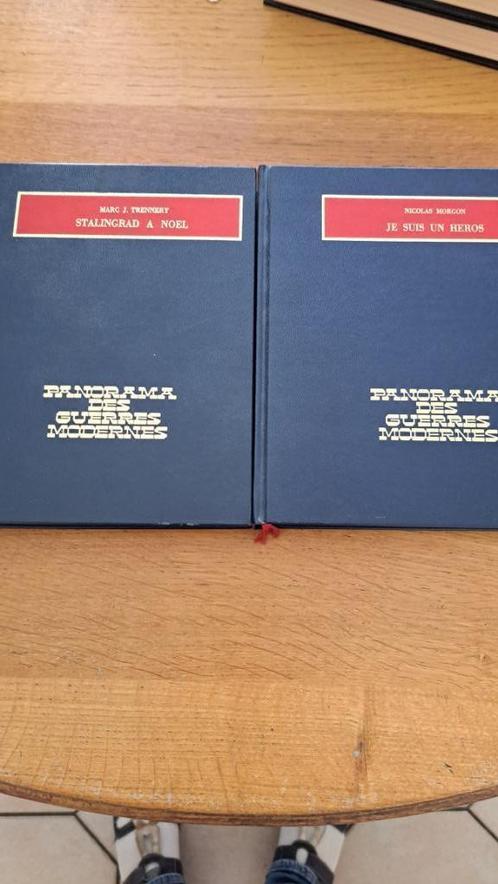 MARC J. TRENNERY
STALINGRAD A NOEL
PANORAMA
DES
GUERRES
MODERNES
NICOLAS MORGON
JE SUIS UN HEROS
PANORAMA
DES
GUERRES
MODERNES